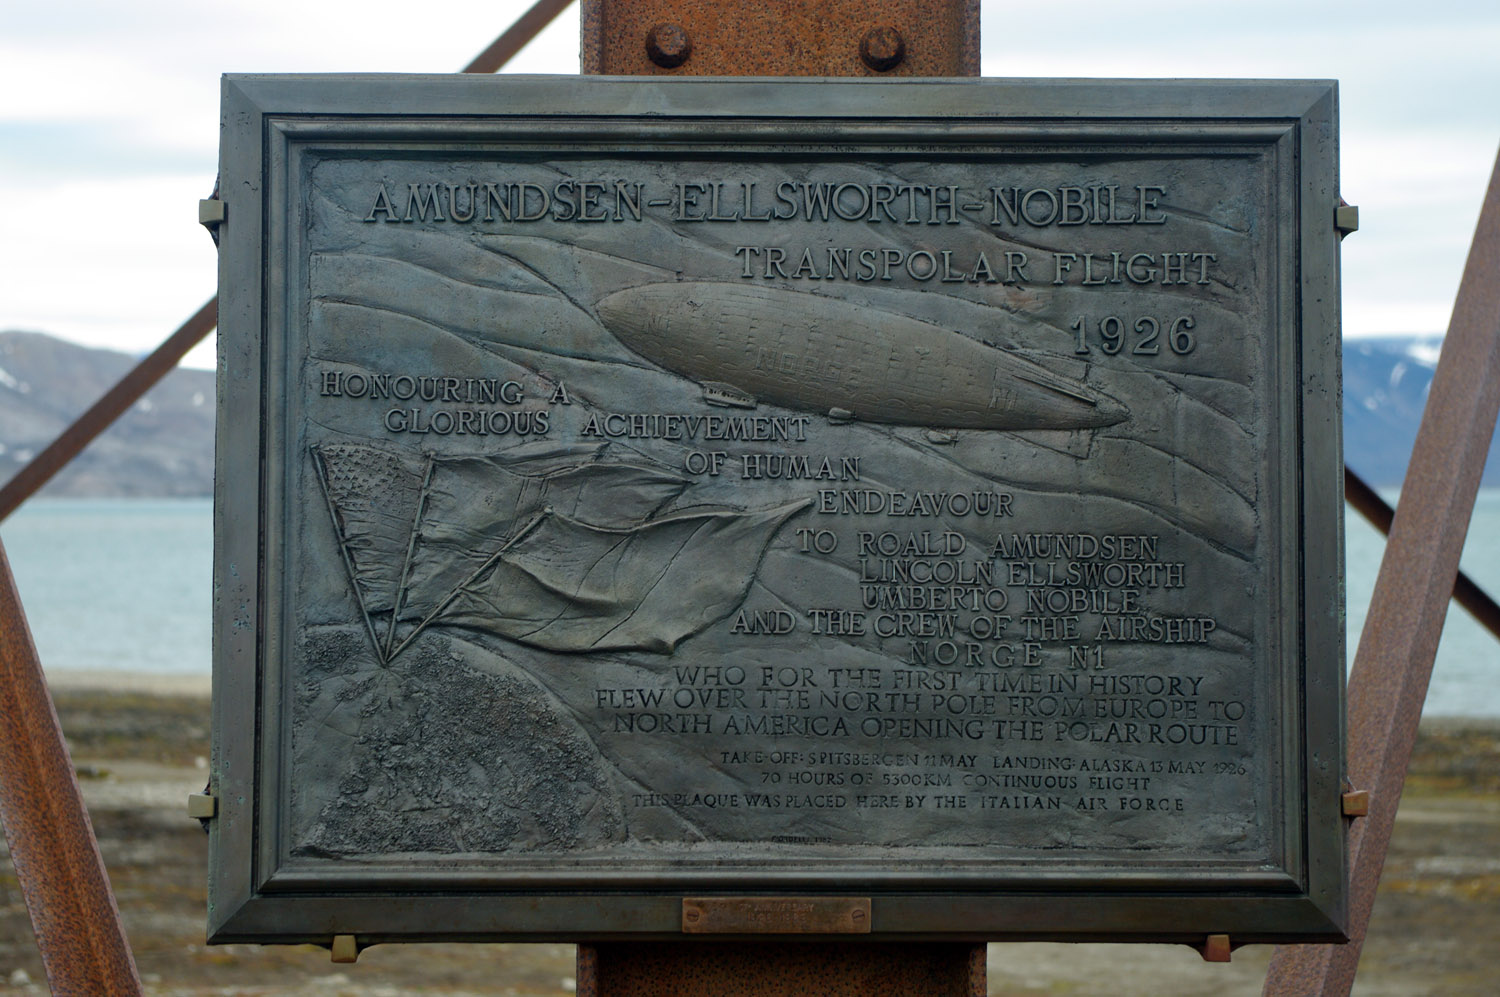 AMUNDSEN-ELLSWORTH-NOBILE
TRANSPOLAR FLIGHT
1926
NORGE
HONOURING A
GLORIOUS ACHIEVEMENT
OF HUMAN
ENDEAVOUR
TO ROALD AMUNDSEN
LINCOLN ELLSWORTH
UMBERTO NOBILE
AND THE CREW OF THE AIRSHIP
NORGE N1
WHO FOR THE FIRST TIME IN HISTORY
FLEW OVER THE NORTH POLE FROM EUROPE TO
NORTH AMERICA OPENING THE POLAR ROUTE
TAKE-OFF: SPITSBERGEN 11 MAY LANDING: ALASKA 13 MAY 1926
70 HOURS OF 5300KM CONTINUOUS FLIGHT
THIS PLAQUE WAS PLACED HERE BY THE ITALIAN AIR FORCE